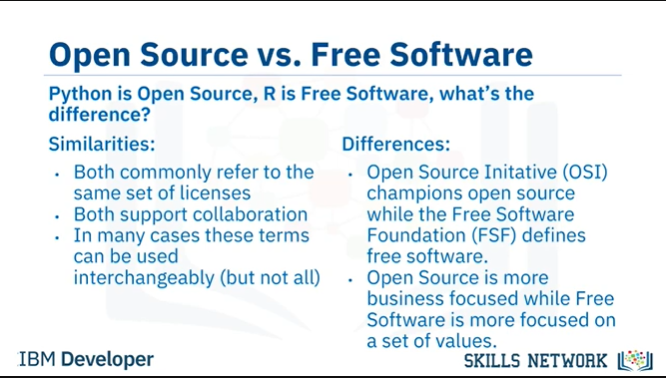 Open Source vs. Free Software
Python is Open Source, R is Free Software, what's the
difference?
Similarities:
• Both commonly refer to the
same set of licenses
• Both support collaboration
• In many cases these terms
can be used
interchangeably (but not all)
Differences:
• Open Source Initative (OSI)
champions open source
while the Free Software
Foundation (FSF) defines
free software.
• Open Source is more
business focused while Free
Software is more focused on
a set of values.
IBM Developer
SKILLS NETWORK